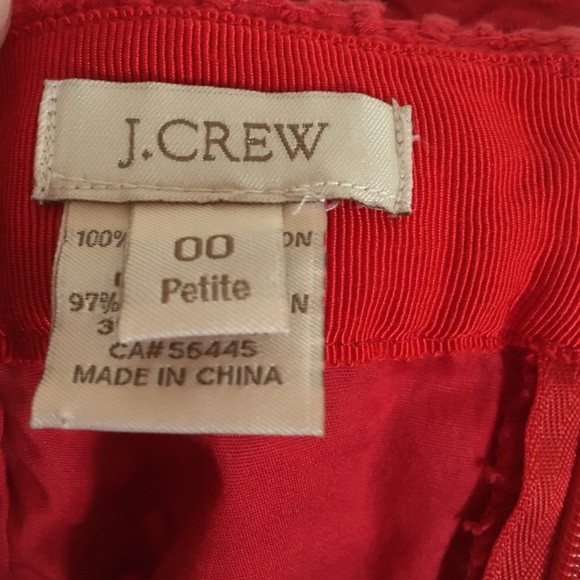 J.CREW
100%
00
Petite
97%
CA#56445
MADE IN CHINA